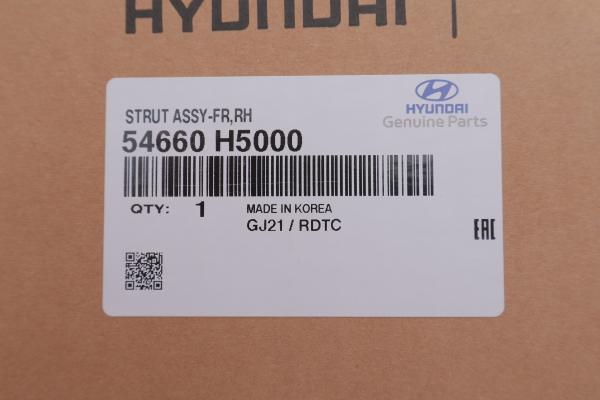 HYUNDAI
STRUT ASSY-FR,RH
HYUNDAI
Genuine Parts
54660 H5000
QTY: 1
MADE IN KOREA
GJ21 / RDTC
EAC